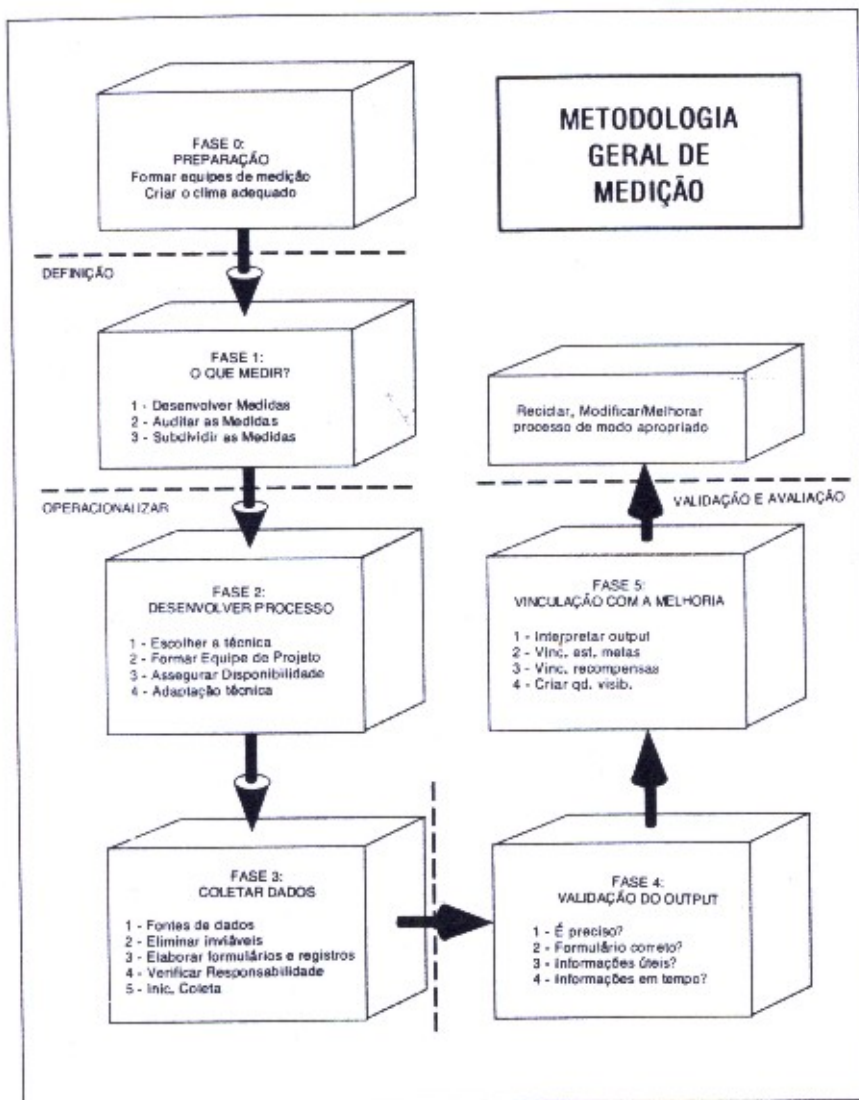 METODOLOGIA
GERAL DE
MEDIÇÃO
FASE 0:
PREPARAÇÃO
Formar equipes de medição
Criar o clima adequado
DEFINIÇÃO
FASE 1:
O QUE MEDIR?
1 - Desenvolver Medidas
2 - Auditar as Medidas
3 - Subdividir as Medidas
OPERACIONALIZAR
FASE 2:
DESENVOLVER PROCESSO
1 - Escolher a técnica
2 - Formar Equipe de Projeto
3 - Assegurar Disponibilidade
4 - Adaptação técnica
FASE 3:
COLETAR DADOS
1 - Fontes de dados
2 - Eliminar inviáveis
3 - Elaborar formulários e registros
4 - Verificar Responsabilidade
5 - Inic. Coleta
FASE 4:
VALIDAÇÃO DO OUTPUT
1 - É preciso?
2 - Formulário correto?
3 - Informações úteis?
4 - Informações em tempo?
FASE 5:
VINCULAÇÃO COM A MELHORIA
1 - Interpretar output
2 - Vinc. est. metas
3 - Vinc. recompensas
4 - Criar qd. visib.
VALIDAÇÃO E AVALIAÇÃO
Reciclar, Modificar/Melhorar
processo de modo apropriado